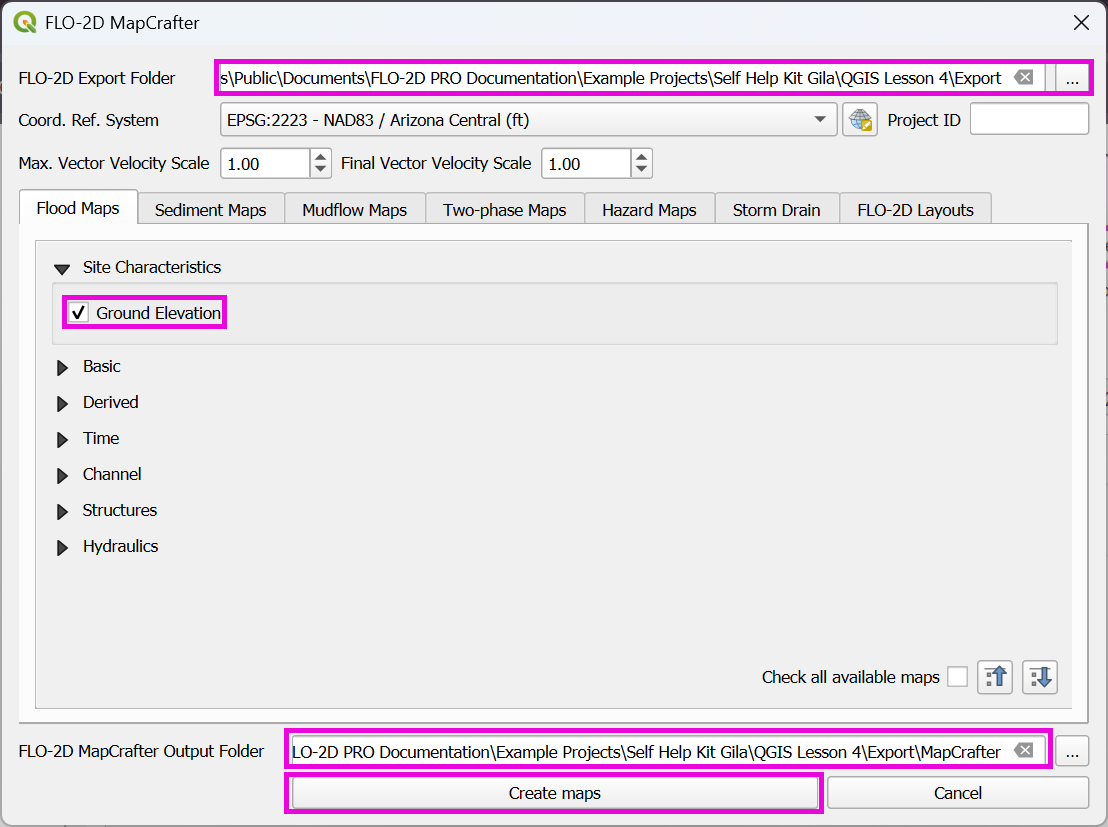 FLO-2D MapCrafter
FLO-2D Export Folder s\Public\Documents\FLO-2D PRO Documentation\Example Projects\Self Help Kit Gila\QGIS Lesson 4\Export ...
Coord. Ref. System EPSG:2223 - NAD83 / Arizona Central (ft) Project ID
Max. Vector Velocity Scale 1.00 Final Vector Velocity Scale 1.00
Flood Maps Sediment Maps Mudflow Maps Two-phase Maps Hazard Maps Storm Drain FLO-2D Layouts
Site Characteristics
Ground Elevation
Basic
Derived
Time
Channel
Structures
Hydraulics
Check all available maps
FLO-2D MapCrafter Output Folder LO-2D PRO Documentation\Example Projects\Self Help Kit Gila\QGIS Lesson 4\Export\MapCrafter ...
Create maps Cancel